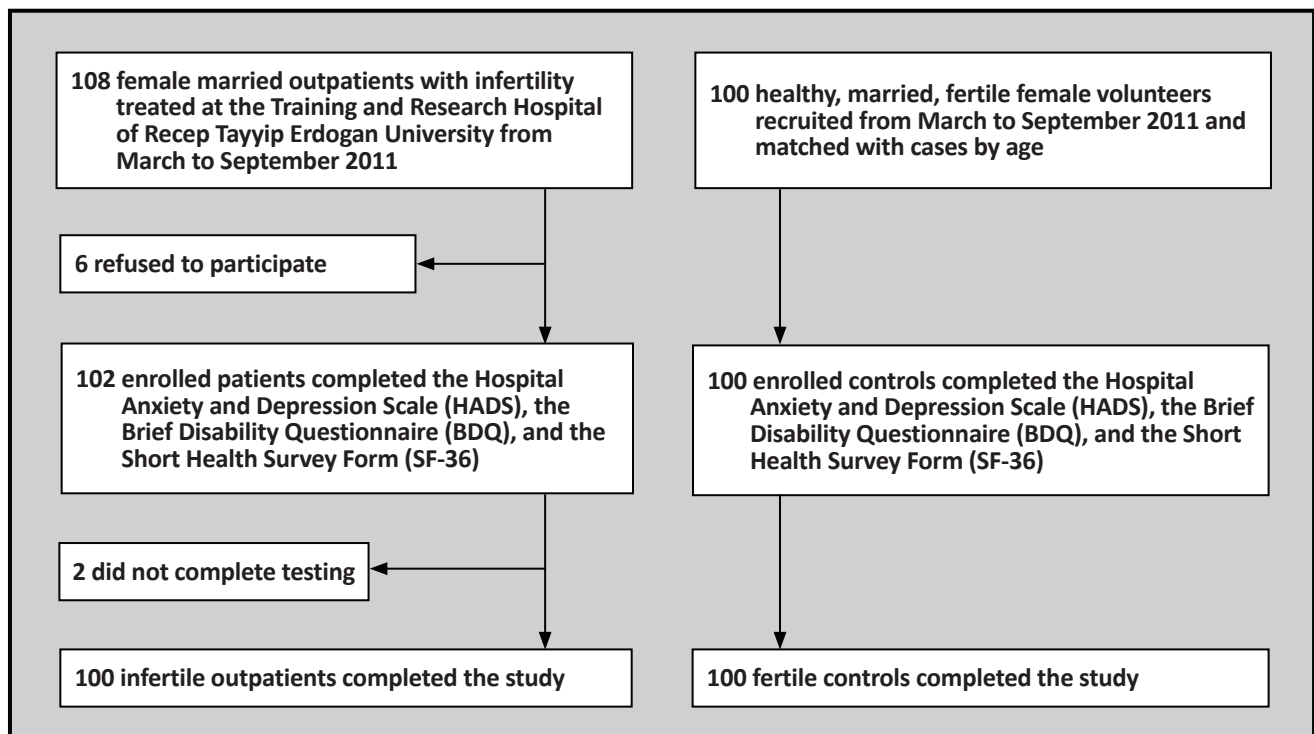 108 female married outpatients with infertility
treated at the Training and Research Hospital
of Recep Tayyip Erdogan University from
March to September 2011
100 healthy, married, fertile female volunteers
recruited from March to September 2011 and
matched with cases by age
6 refused to participate
102 enrolled patients completed the Hospital
Anxiety and Depression Scale (HADS), the
Brief Disability Questionnaire (BDQ), and the
Short Health Survey Form (SF-36)
100 enrolled controls completed the Hospital
Anxiety and Depression Scale (HADS), the Brief
Disability Questionnaire (BDQ), and the Short
Health Survey Form (SF-36)
2 did not complete testing
100 infertile outpatients completed the study
100 fertile controls completed the study